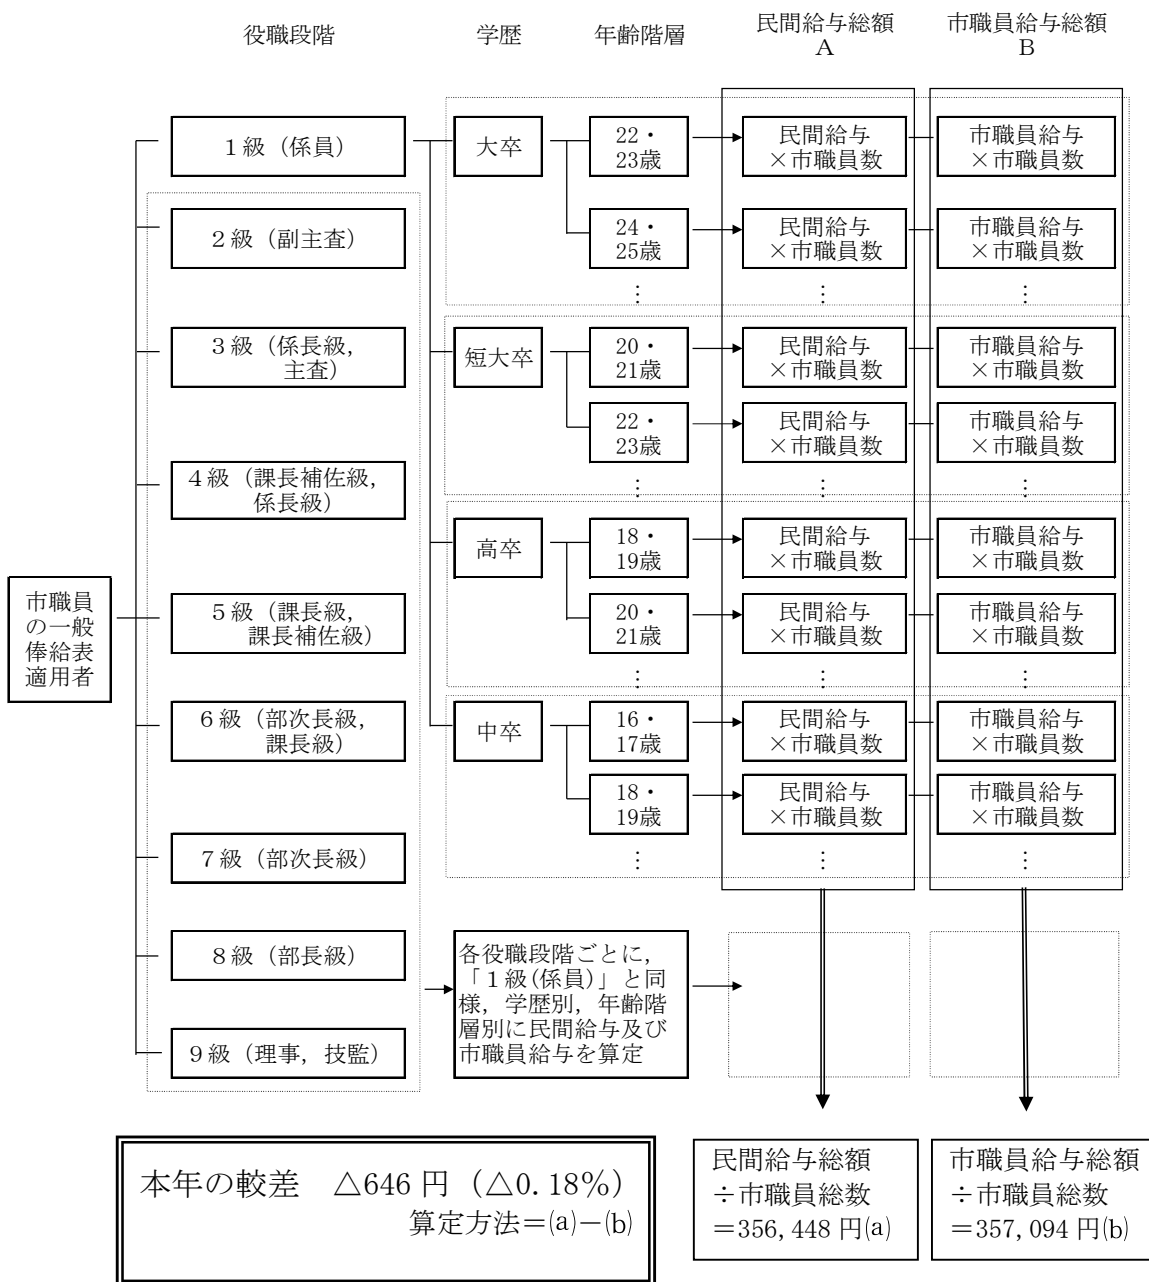 役職段階
学歴
年齢階層
民間給与総額
A
市職員給与総額
B
市職員
の一般
俸給表
適用者
１級（係員）
２級（副主査）
３級（係長級，
主査）
４級（課長補佐級，
係長級）
５級（課長級，
課長補佐級）
６級（部次長級，
課長級）
７級（部次長級）
８級（部長級）
９級（理事，技監）
大卒
22・
23歳
民間給与
×市職員数
市職員給与
×市職員数
24・
25歳
民間給与
×市職員数
市職員給与
×市職員数
⋮
⋮
⋮
短大卒
20・
21歳
民間給与
×市職員数
市職員給与
×市職員数
22・
23歳
民間給与
×市職員数
市職員給与
×市職員数
⋮
⋮
⋮
高卒
18・
19歳
民間給与
×市職員数
市職員給与
×市職員数
20・
21歳
民間給与
×市職員数
市職員給与
×市職員数
⋮
⋮
⋮
中卒
16・
17歳
民間給与
×市職員数
市職員給与
×市職員数
18・
19歳
民間給与
×市職員数
市職員給与
×市職員数
⋮
⋮
⋮
各役職段階ごとに，
「１級(係員)」と同
様，学歴別，年齢階
層別に民間給与及び
市職員給与を算定
本年の較差　△646 円（△0.18％）
算定方法＝(a)－(b)
民間給与総額
÷市職員総数
＝356,448 円(a)
市職員給与総額
÷市職員総数
＝357,094 円(b)